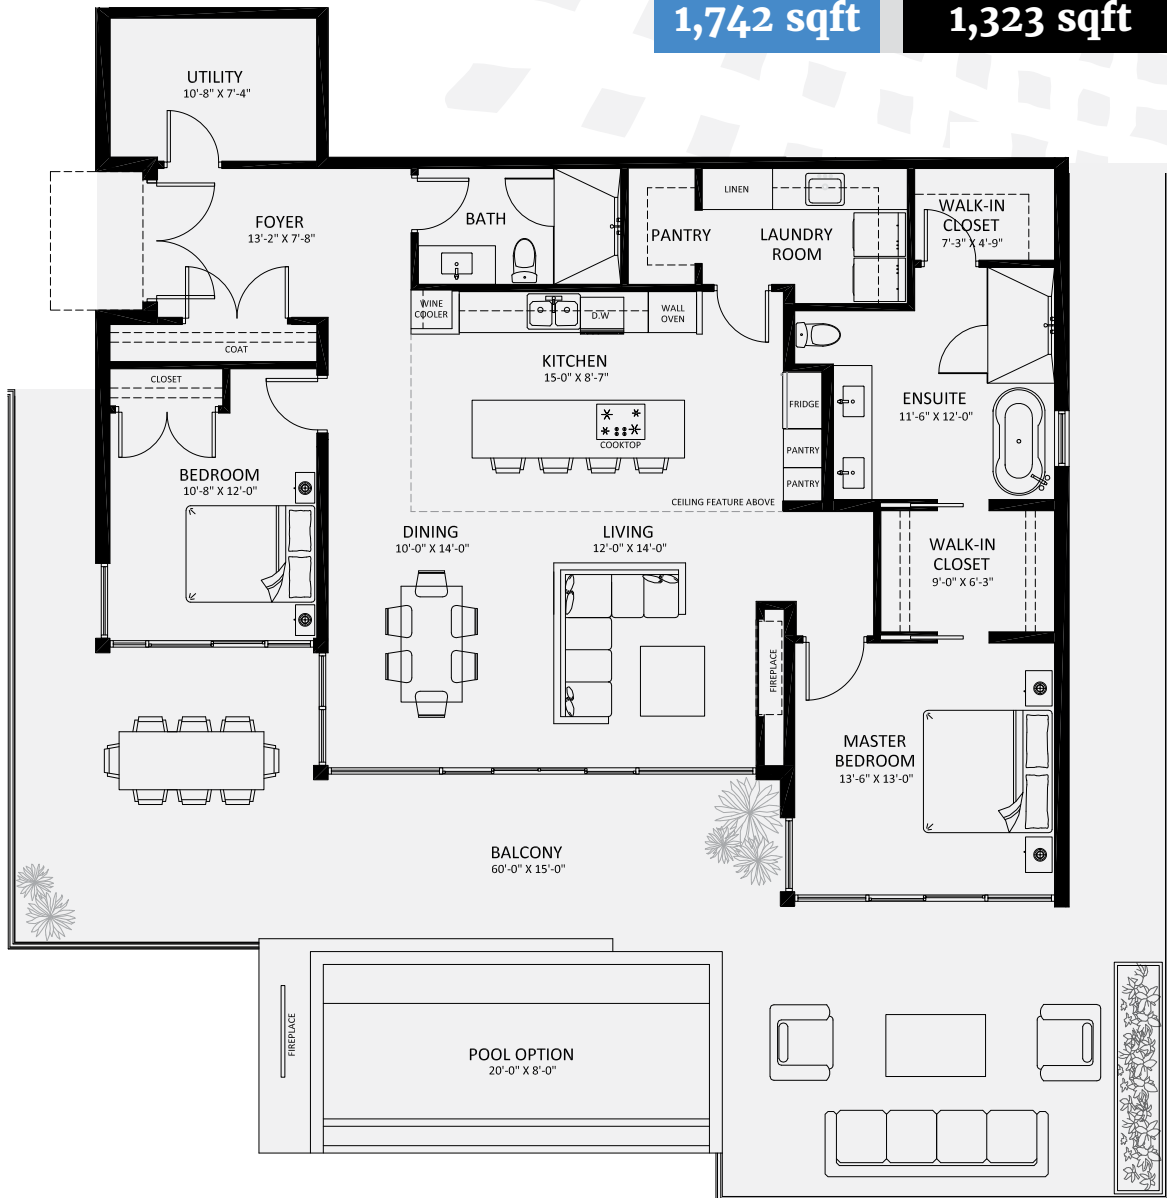 1,742 sqft
1,323 sqft
UTILITY
10'-8" X 7'-4"
FOYER
13'-2" X 7'-8"
BATH
PANTRY
LINEN
LAUNDRY
ROOM
WALK-IN
CLOSET
7'-3" X 4'-9"
WINE
COOLER
D.W
WALL
OVEN
COAT
CLOSET
KITCHEN
15-0" X 8'-7"
FRIDGE
PANTRY
PANTRY
ENSUITE
11'-6" X 12'-0"
COOKTOP
BEDROOM
10'-8" X 12'-0"
CEILING FEATURE ABOVE
DINING
10'-0" X 14'-0"
LIVING
12'-0" X 14'-0"
WALK-IN
CLOSET
9'-0" X 6'-3"
FIREPLACE
MASTER
BEDROOM
13'-6" X 13'-0"
BALCONY
60'-0" X 15'-0"
FIREPLACE
POOL OPTION
20'-0" X 8'-0"